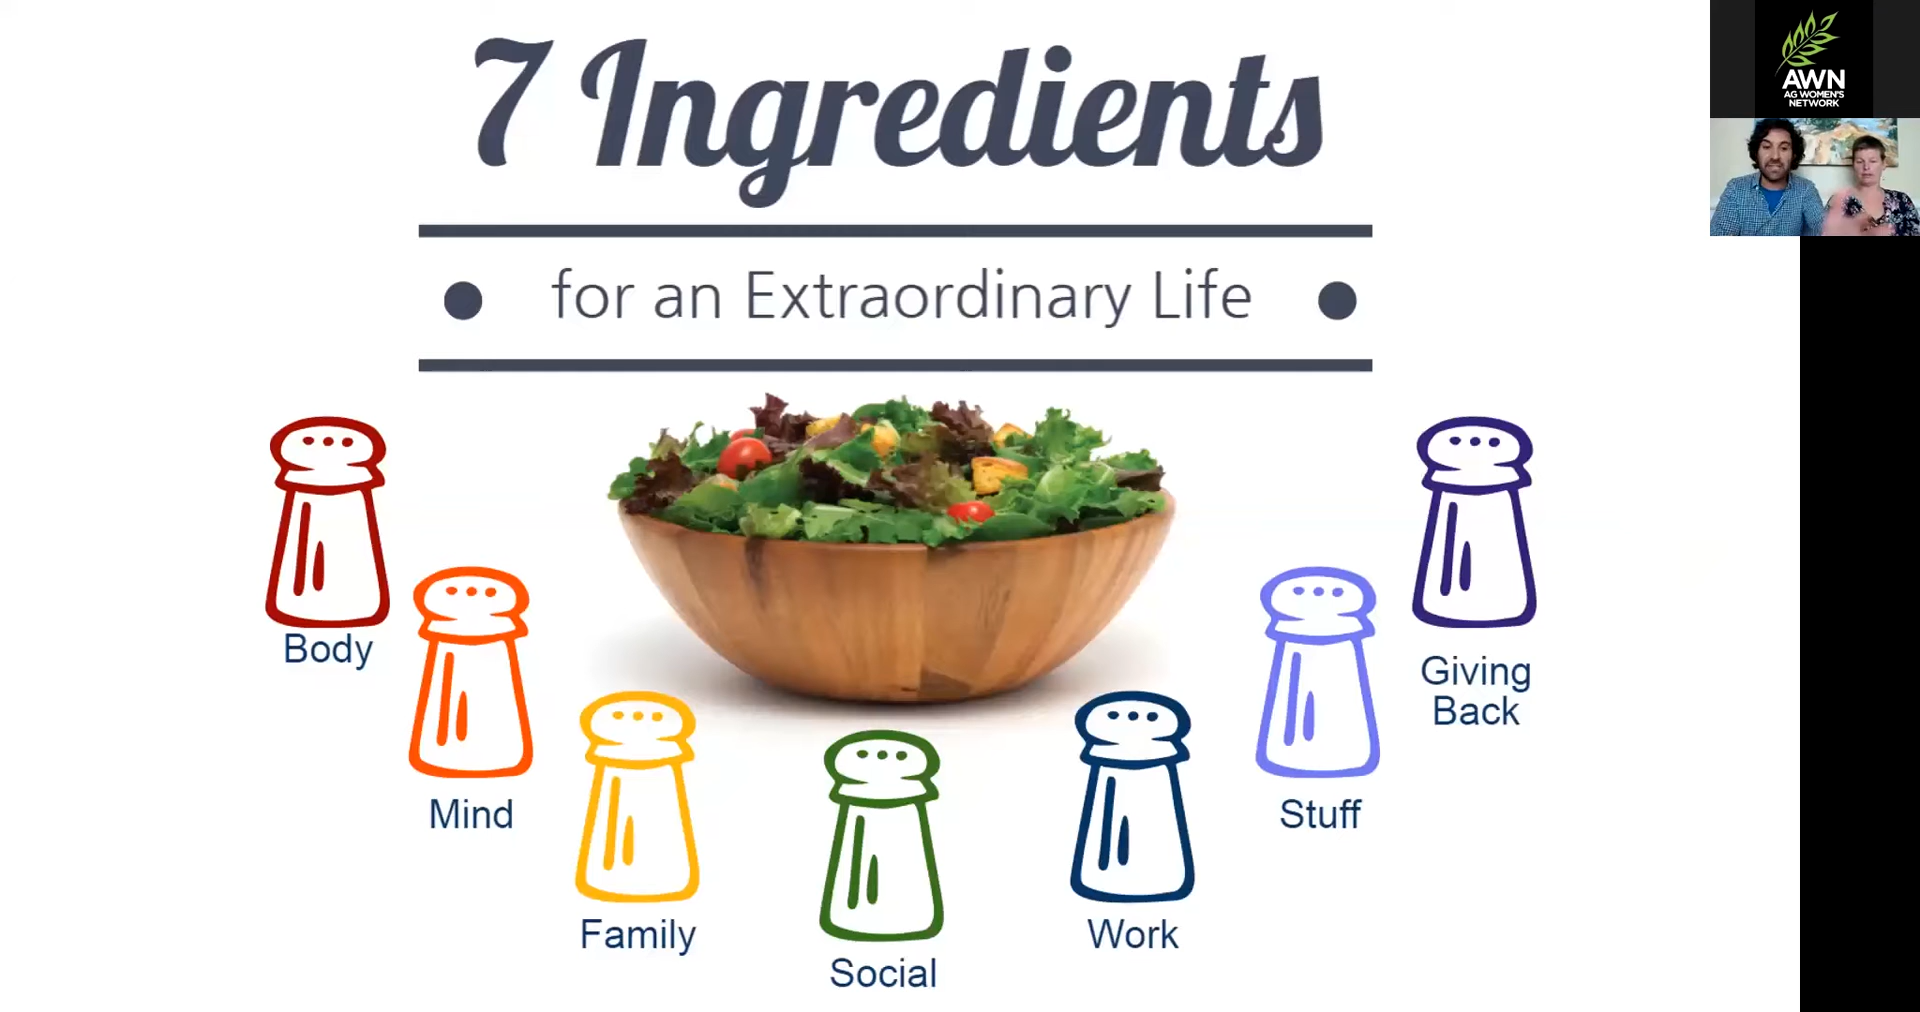 7 Ingredients
for an Extraordinary Life
Body
Mind
Family
Social
Work
Stuff
Giving
Back
AWN
AG WOMEN'S
NETWORK